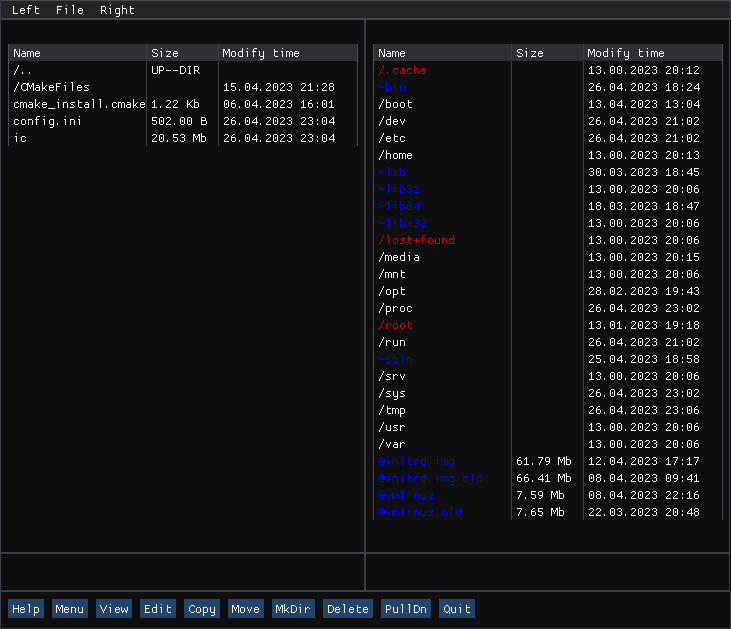 Left File Right
Name Size Modify time
/.. UP--DIR
/CMakeFiles 15.04.2023 21:28
cmake_install.cmake 1.22 Kb 06.04.2023 16:01
config.ini 502.00 B 26.04.2023 23:04
ic 20.53 Mb 26.04.2023 23:04
Name Size Modify time
/.cache 13.00.2023 20:12
~bin 26.04.2023 18:24
/boot 13.04.2023 13:04
/dev 26.04.2023 21:02
/etc 26.04.2023 21:02
/home 13.00.2023 20:13
~lib 30.03.2023 18:45
~lib32 13.00.2023 20:06
~lib64 18.03.2023 18:47
~libx32 13.00.2023 20:06
/lost+found 13.00.2023 20:06
/media 13.00.2023 20:15
/mnt 13.00.2023 20:06
/opt 28.02.2023 19:43
/proc 26.04.2023 23:02
/root 13.01.2023 19:18
/run 26.04.2023 21:02
~sbin 25.04.2023 18:58
/srv 13.00.2023 20:06
/sys 26.04.2023 23:02
/tmp 26.04.2023 23:06
/usr 13.00.2023 20:06
/var 13.00.2023 20:06
@initrd.img 61.79 Mb 12.04.2023 17:17
@initrd.img.old 66.41 Mb 08.04.2023 09:41
@vmlinuz 7.59 Mb 08.04.2023 22:16
@vmlinuz.old 7.65 Mb 22.03.2023 20:48
Help Menu View Edit Copy Move MkDir Delete PullDn Quit